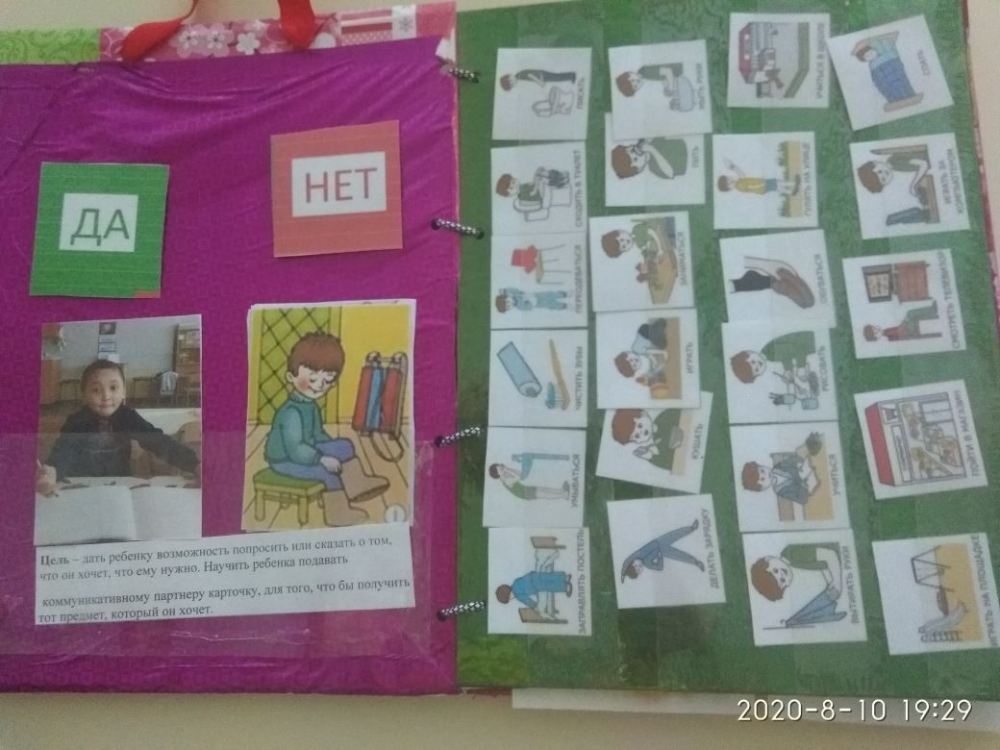 ДА
НЕТ
Цель – дать ребенку возможность попросить или сказать о том,
что он хочет, что ему нужно. Научить ребенка подавать
коммуникативному партнеру карточку, для того, что бы получить
тот предмет, который он хочет.
ПИСАТЬ
СХОДИТЬ В ТУАЛЕТ
ПЕРЕОДЕВАТЬСЯ
ЧИСТИТЬ ЗУБЫ
УМЫВАТЬСЯ
ЗАПРАВЛЯТЬ ПОСТЕЛЬ
МЫТЬ РУКИ
ПИТЬ
ЗАНИМАТЬСЯ
ИГРАТЬ
КУШАТЬ
ДЕЛАТЬ ЗАРЯДКУ
УЧИТЬСЯ В ШКОЛЕ
ГУЛЯТЬ НА УЛИЦЕ
ОБУВАТЬСЯ
РИСОВАТЬ
УЧИТЬСЯ
ВЫТИРАТЬ РУКИ
СПАТЬ
ИГРАТЬ ЗА
КОМПЬЮТЕРОМ
СМОТРЕТЬ ТЕЛЕВИЗОР
ПОЙТИ В МАГАЗИН
ИГРАТЬ НА ПЛОЩАДКЕ
2020-8-10 19:29